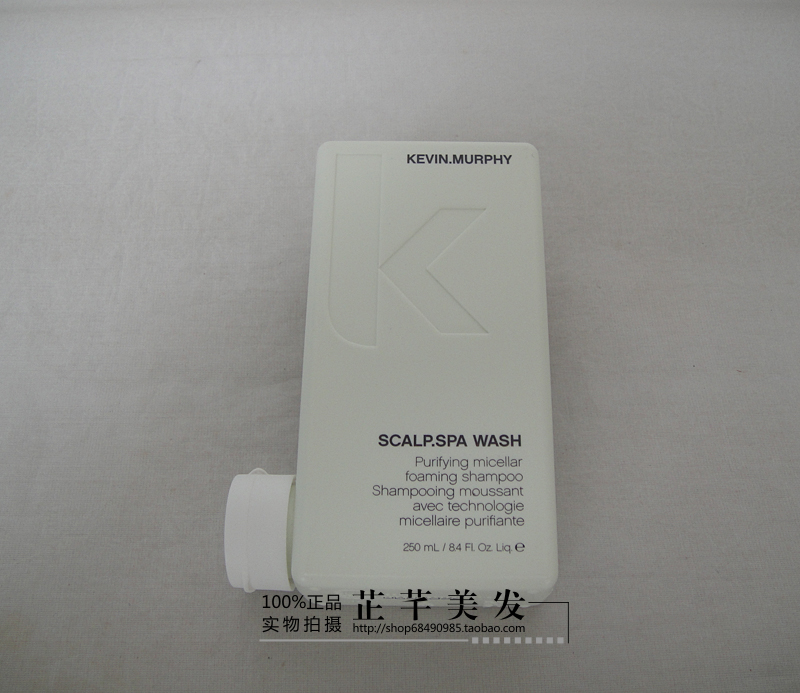 KEVIN.MURPHY
SCALP.SPA WASH
Purifying micellar
foaming shampoo
Shampooing moussant
avec technologie
micellaire purifiante
250 mL / 8.4 Fl. Oz. Liq. ℮
100%正品
实物拍摄
芷芊美发
http://shop68490985.taobao.com